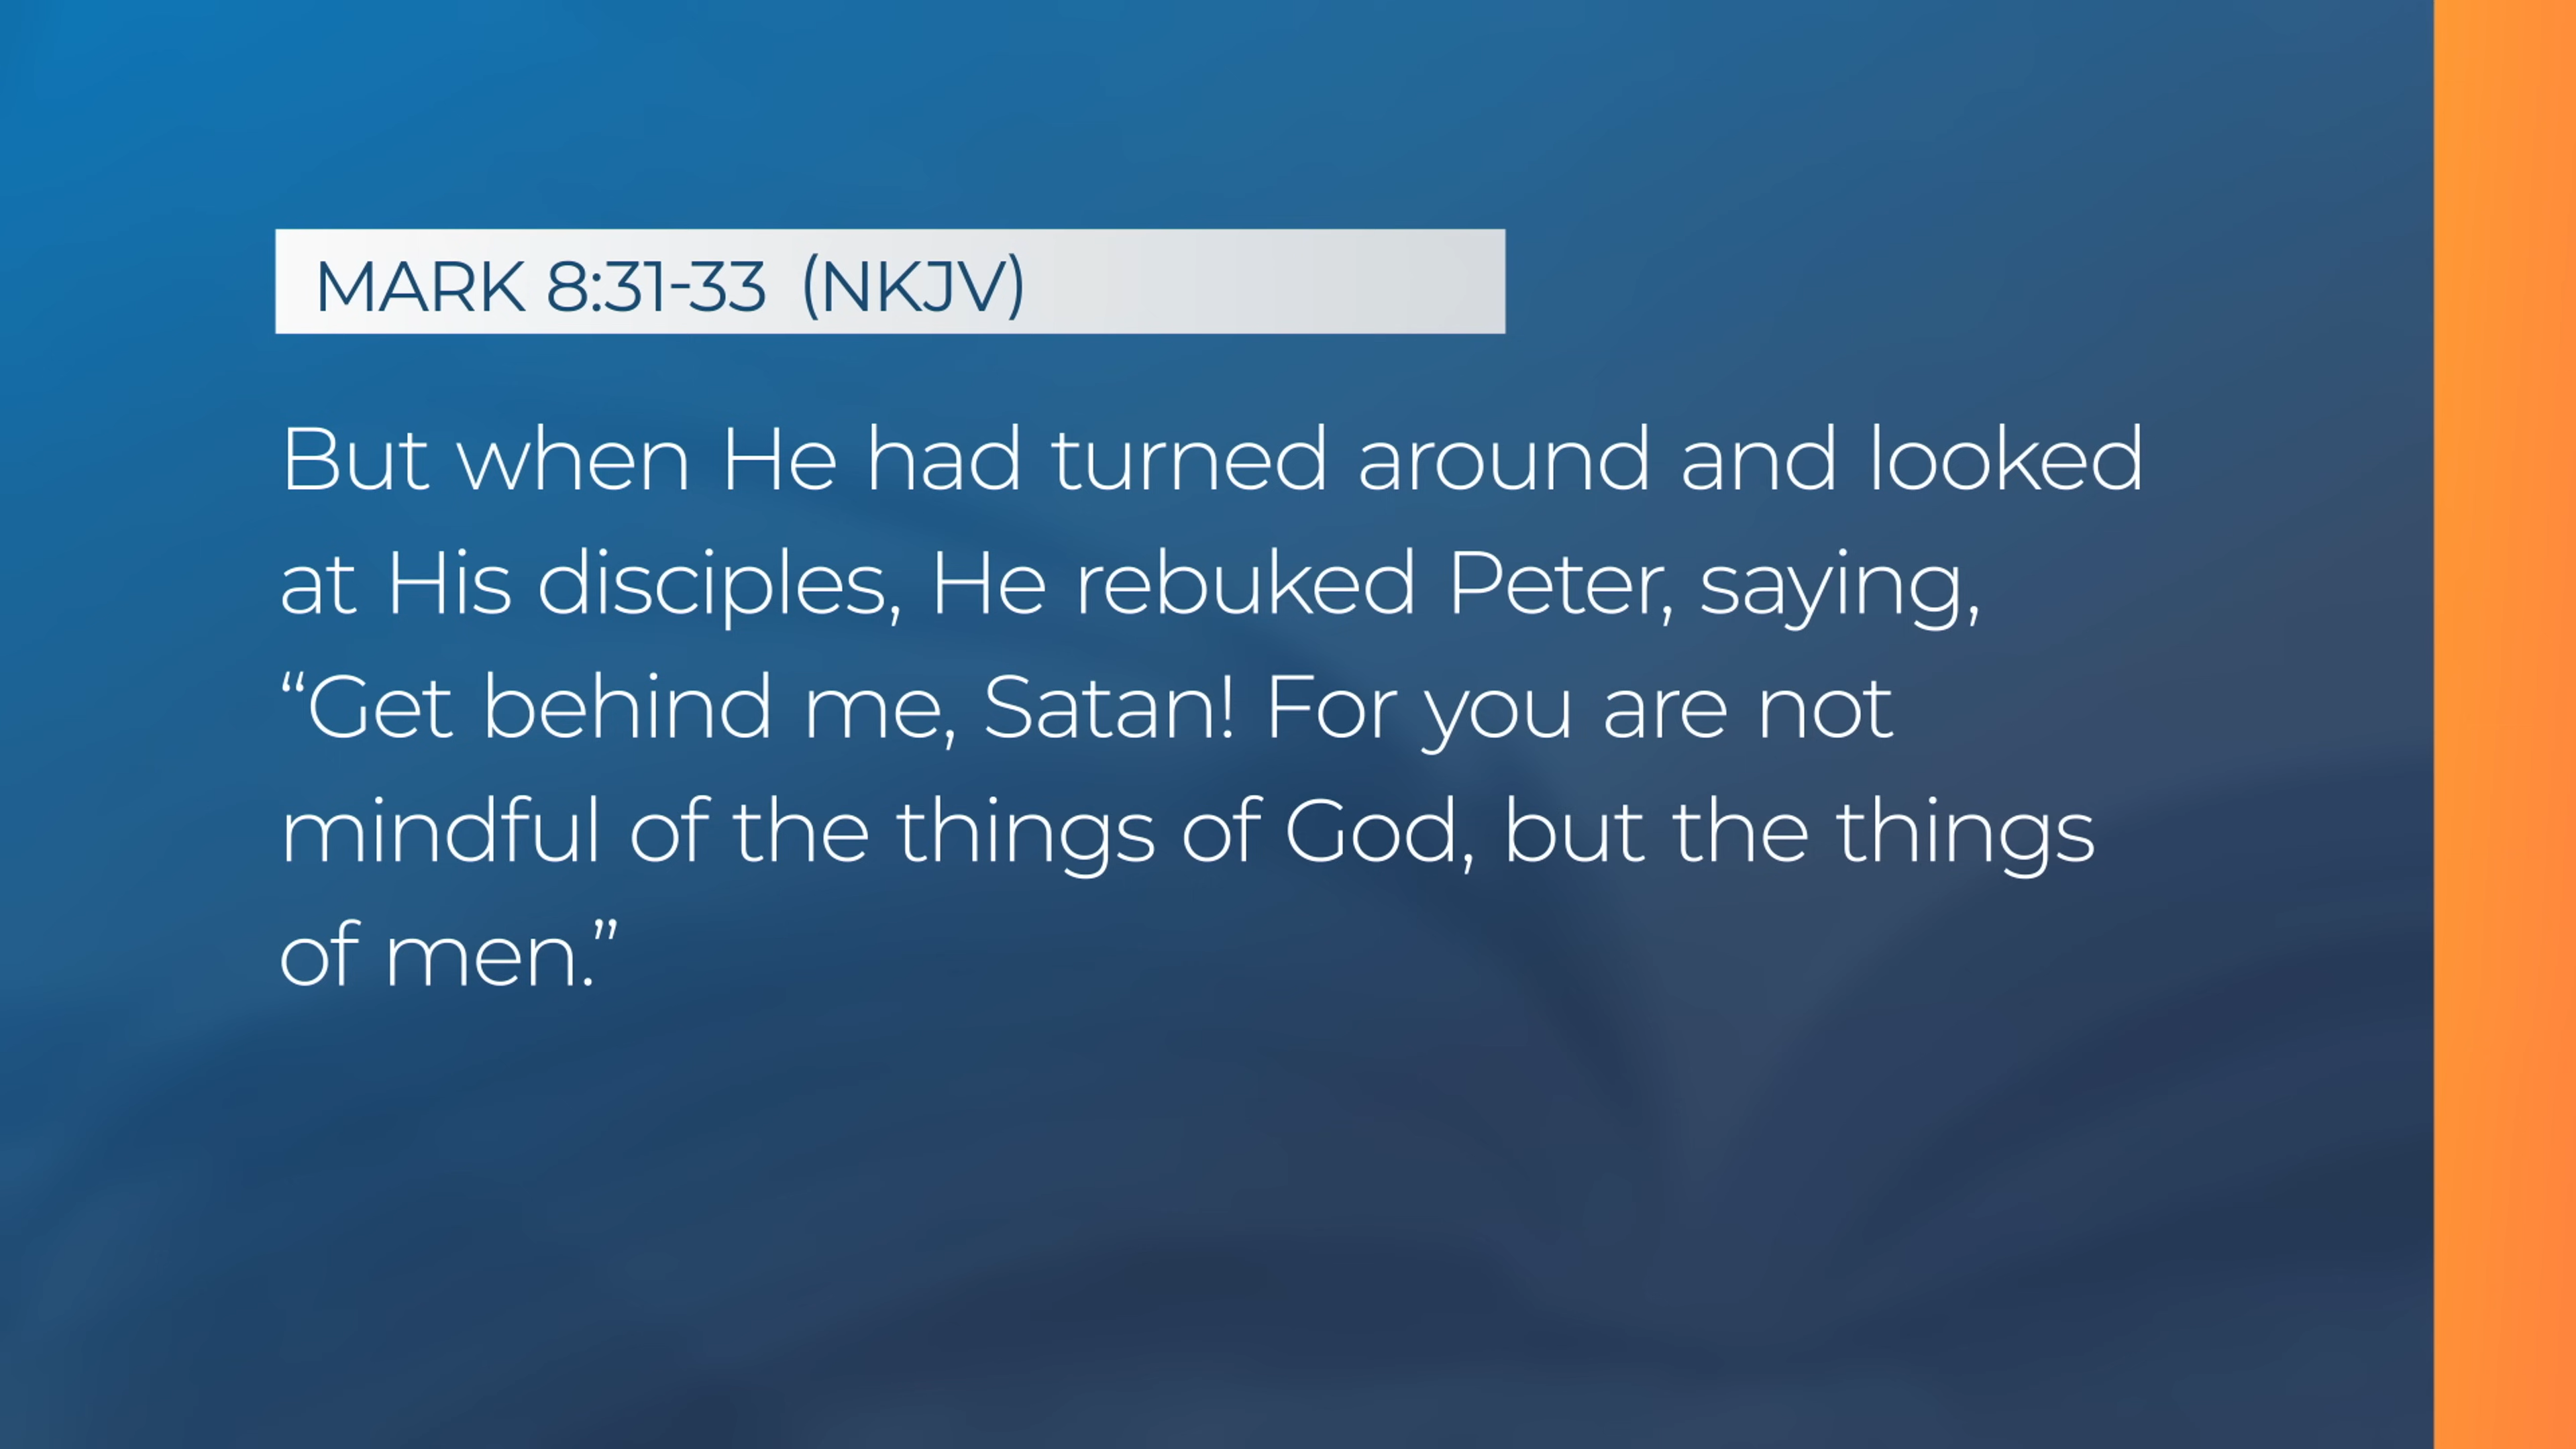 MARK 8:31-33 (NKJV)
But when He had turned around and looked
at His disciples, He rebuked Peter, saying,
“Get behind me, Satan! For you are not
mindful of the things of God, but the things
of men.”